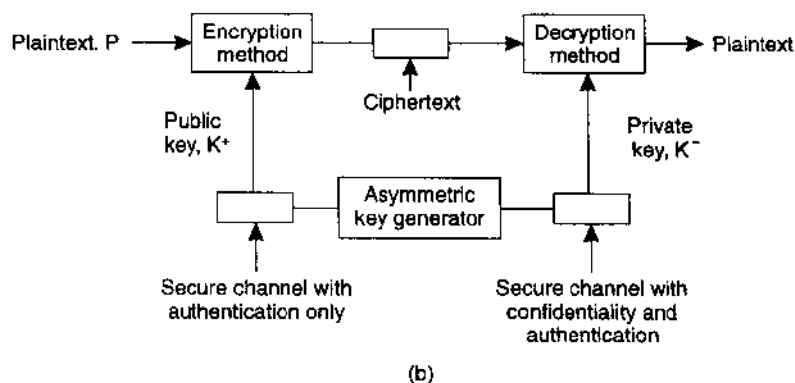 Plaintext. P
Encryption
method
Decryption
method
Plaintext
Ciphertext
Public
key, K⁺
Private
key, K⁻
Asymmetric
key generator
Secure channel with
authentication only
Secure channel with
confidentiality and
authentication
(b)